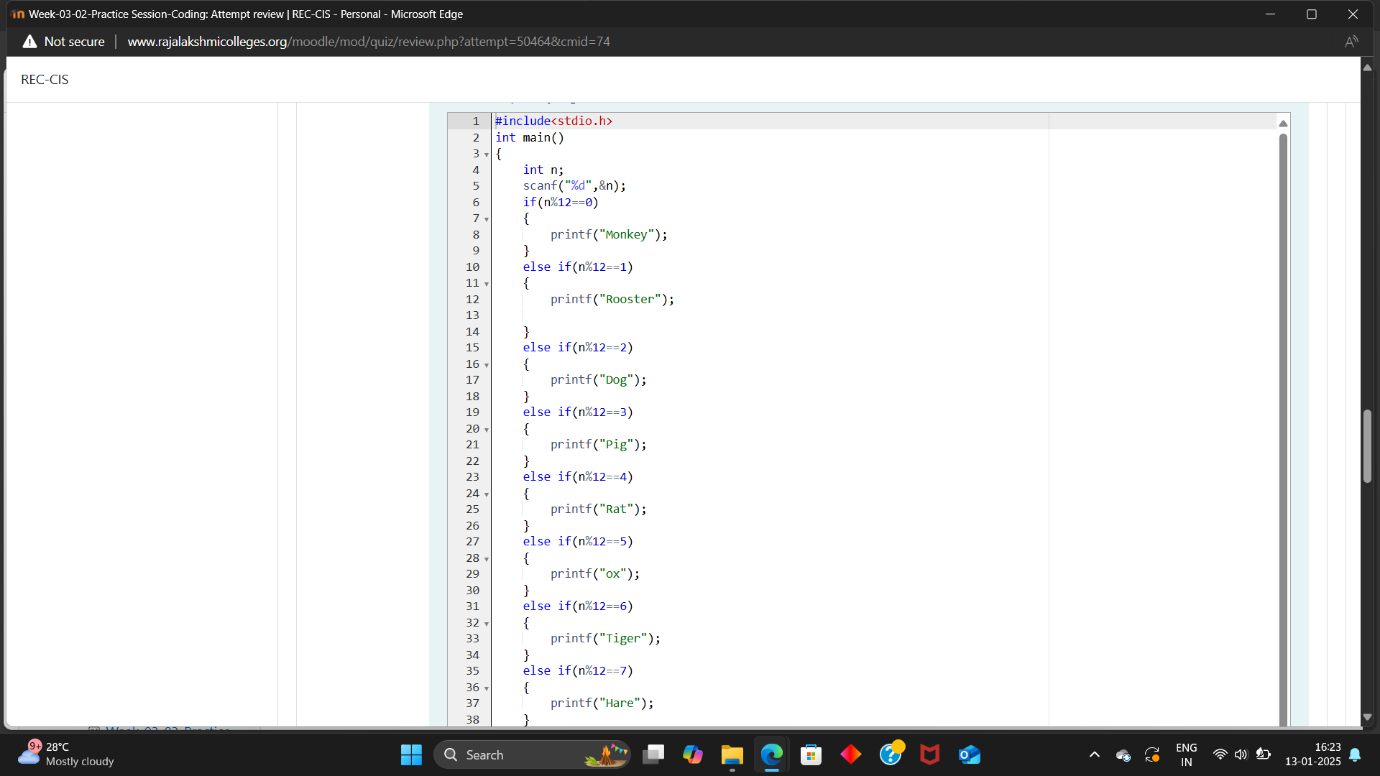 Week-03-02-Practice Session-Coding: Attempt review | REC-CIS - Personal - Microsoft Edge
Not secure | www.rajalakshmicolleges.org/moodle/mod/quiz/review.php?attempt=50464&cmid=74
REC-CIS
1 #include<stdio.h>
2 int main()
3 {
4 int n;
5 scanf("%d",&n);
6 if(n%12==0)
7 {
8 printf("Monkey");
9 }
10 else if(n%12==1)
11 {
12 printf("Rooster");
13
14 }
15 else if(n%12==2)
16 {
17 printf("Dog");
18 }
19 else if(n%12==3)
20 {
21 printf("Pig");
22 }
23 else if(n%12==4)
24 {
25 printf("Rat");
26 }
27 else if(n%12==5)
28 {
29 printf("ox");
30 }
31 else if(n%12==6)
32 {
33 printf("Tiger");
34 }
35 else if(n%12==7)
36 {
37 printf("Hare");
38 }
9+
28°C
Mostly cloudy
Search
ENG
IN
16:23
13-01-2025